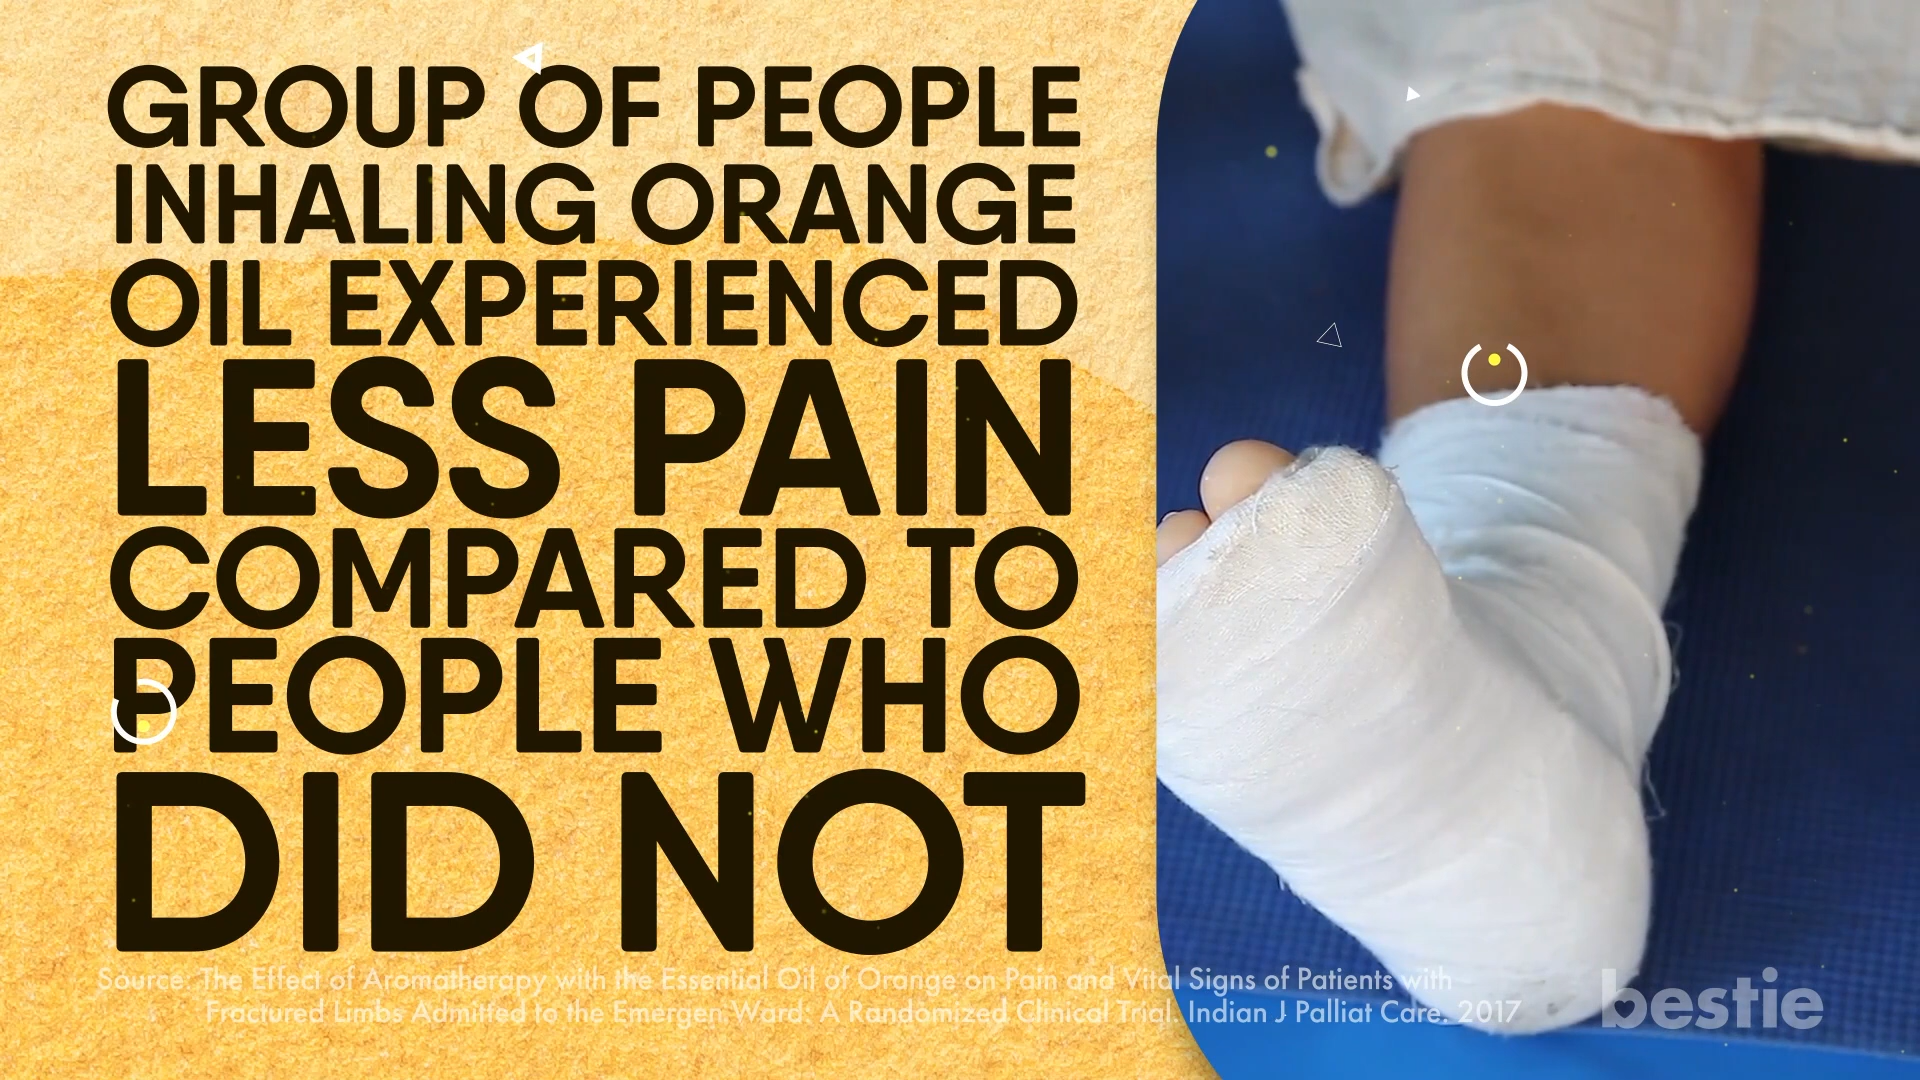 GROUP OF PEOPLE
INHALING ORANGE
OIL EXPERIENCED
LESS PAIN
COMPARED TO
PEOPLE WHO
DID NOT
Source: The Effect of Aromatherapy with the Essential Oil of Orange on Pain and Vital Signs of Patients with
Fractured Limbs Admitted to the Emergen Ward: A Randomized Clinical Trial. Indian J Palliat Care. 2017
bestie